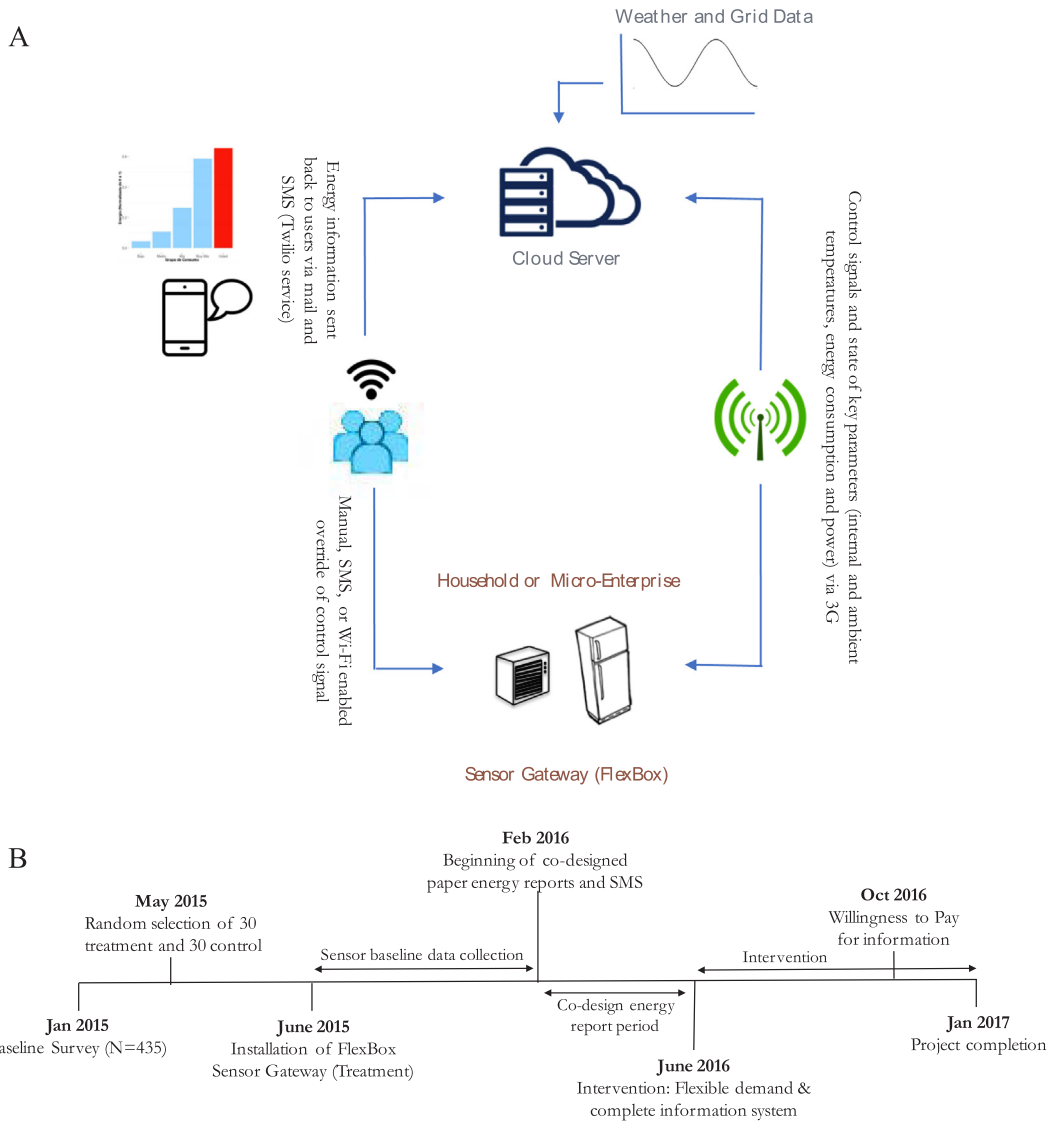 A
Weather and Grid Data
Energy information sent
back to users via mail and
SMS (Twilio service)
Cloud Server
Control signals and state of key parameters (internal and ambient
temperatures, energy consumption and power) via 3G
Manual, SMS, or Wi-Fi enabled
override of control signal
Household or Micro-Enterprise
Sensor Gateway (FlexBox)
B
Feb 2016
Beginning of co-designed
paper energy reports and SMS
May 2015
Random selection of 30
treatment and 30 control
Oct 2016
Willingness to Pay
for information
Sensor baseline data collection
Intervention
Co-design energy
report period
Jan 2015
aseline Survey (N=435)
June 2015
Installation of FlexBox
Sensor Gateway (Treatment)
June 2016
Intervention: Flexible demand &
complete information system
Jan 2017
Project completion